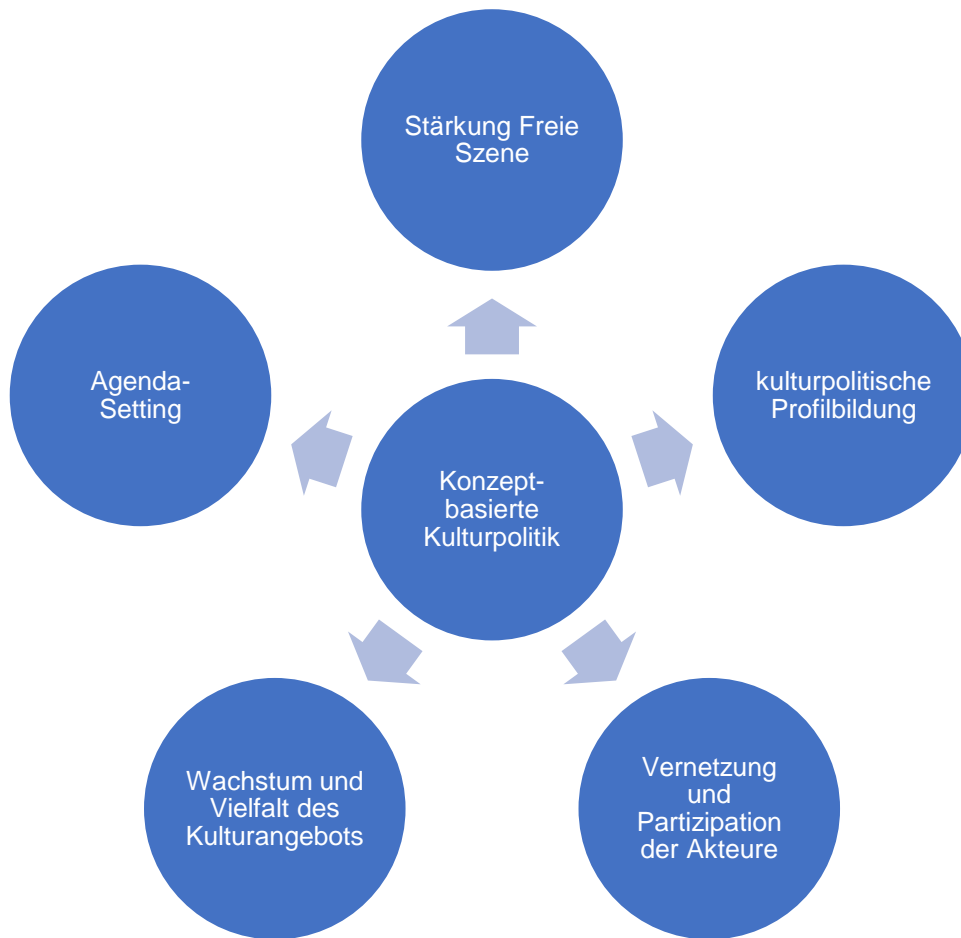 Stärkung Freie
Szene
Agenda-
Setting
kulturpolitische
Profilbildung
Konzept-
basierte
Kulturpolitik
Wachstum und
Vielfalt des
Kulturangebots
Vernetzung
und
Partizipation
der Akteure